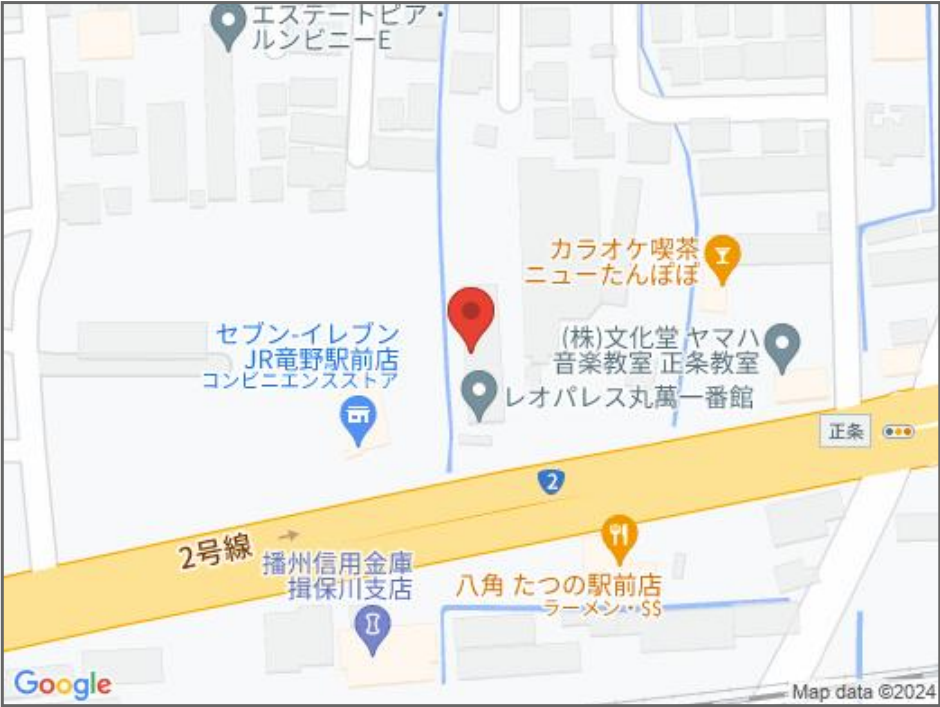 エステートピア・
ルンビニーE
カラオケ喫茶
ニューたんぽぽ
セブン-イレブン
JR竜野駅前店
コンビニエンスストア
(株)文化堂 ヤマハ
音楽教室 正条教室
レオパレス丸萬一番館
正条
2
2号線
播州信用金庫
揖保川支店
八角 たつの駅前店
ラーメン・$$
Google
Map data ©2024